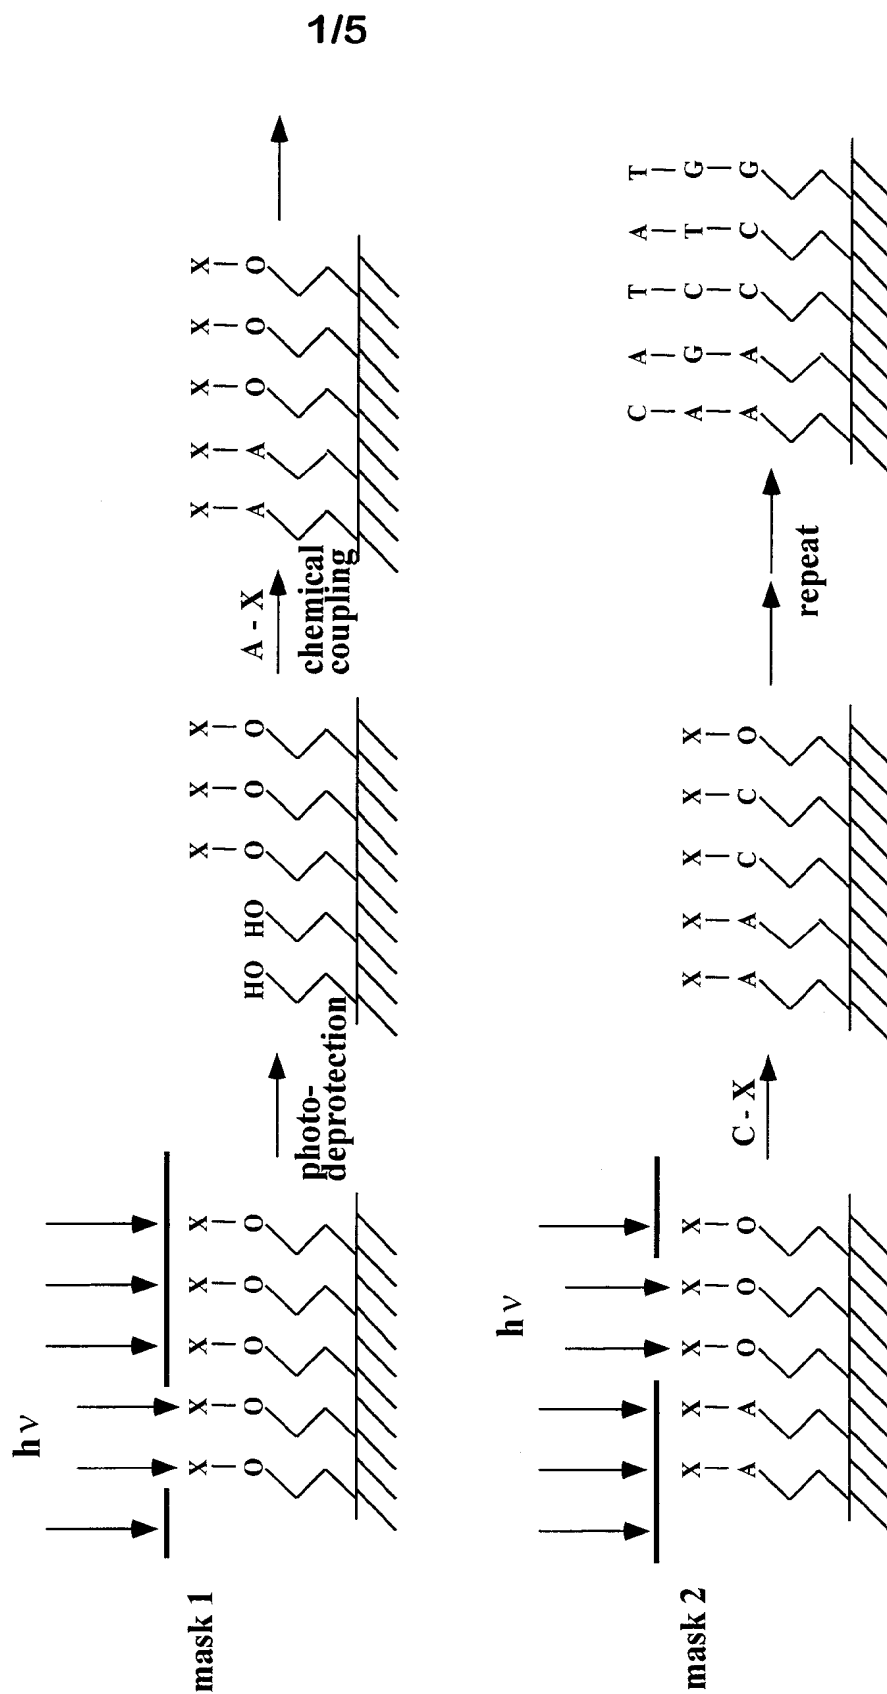 1/5
mask 1
hν
X X X X X
O O O O O
photo-
deprotection
X X X
HO HO O O O
A - X
chemical
coupling
X X X X X
A A O O O
mask 2
hν
X X X X X
A A O O O
C - X
X X X X X
A A C C O
repeat
C A T A T
A G C T G
A A C C G